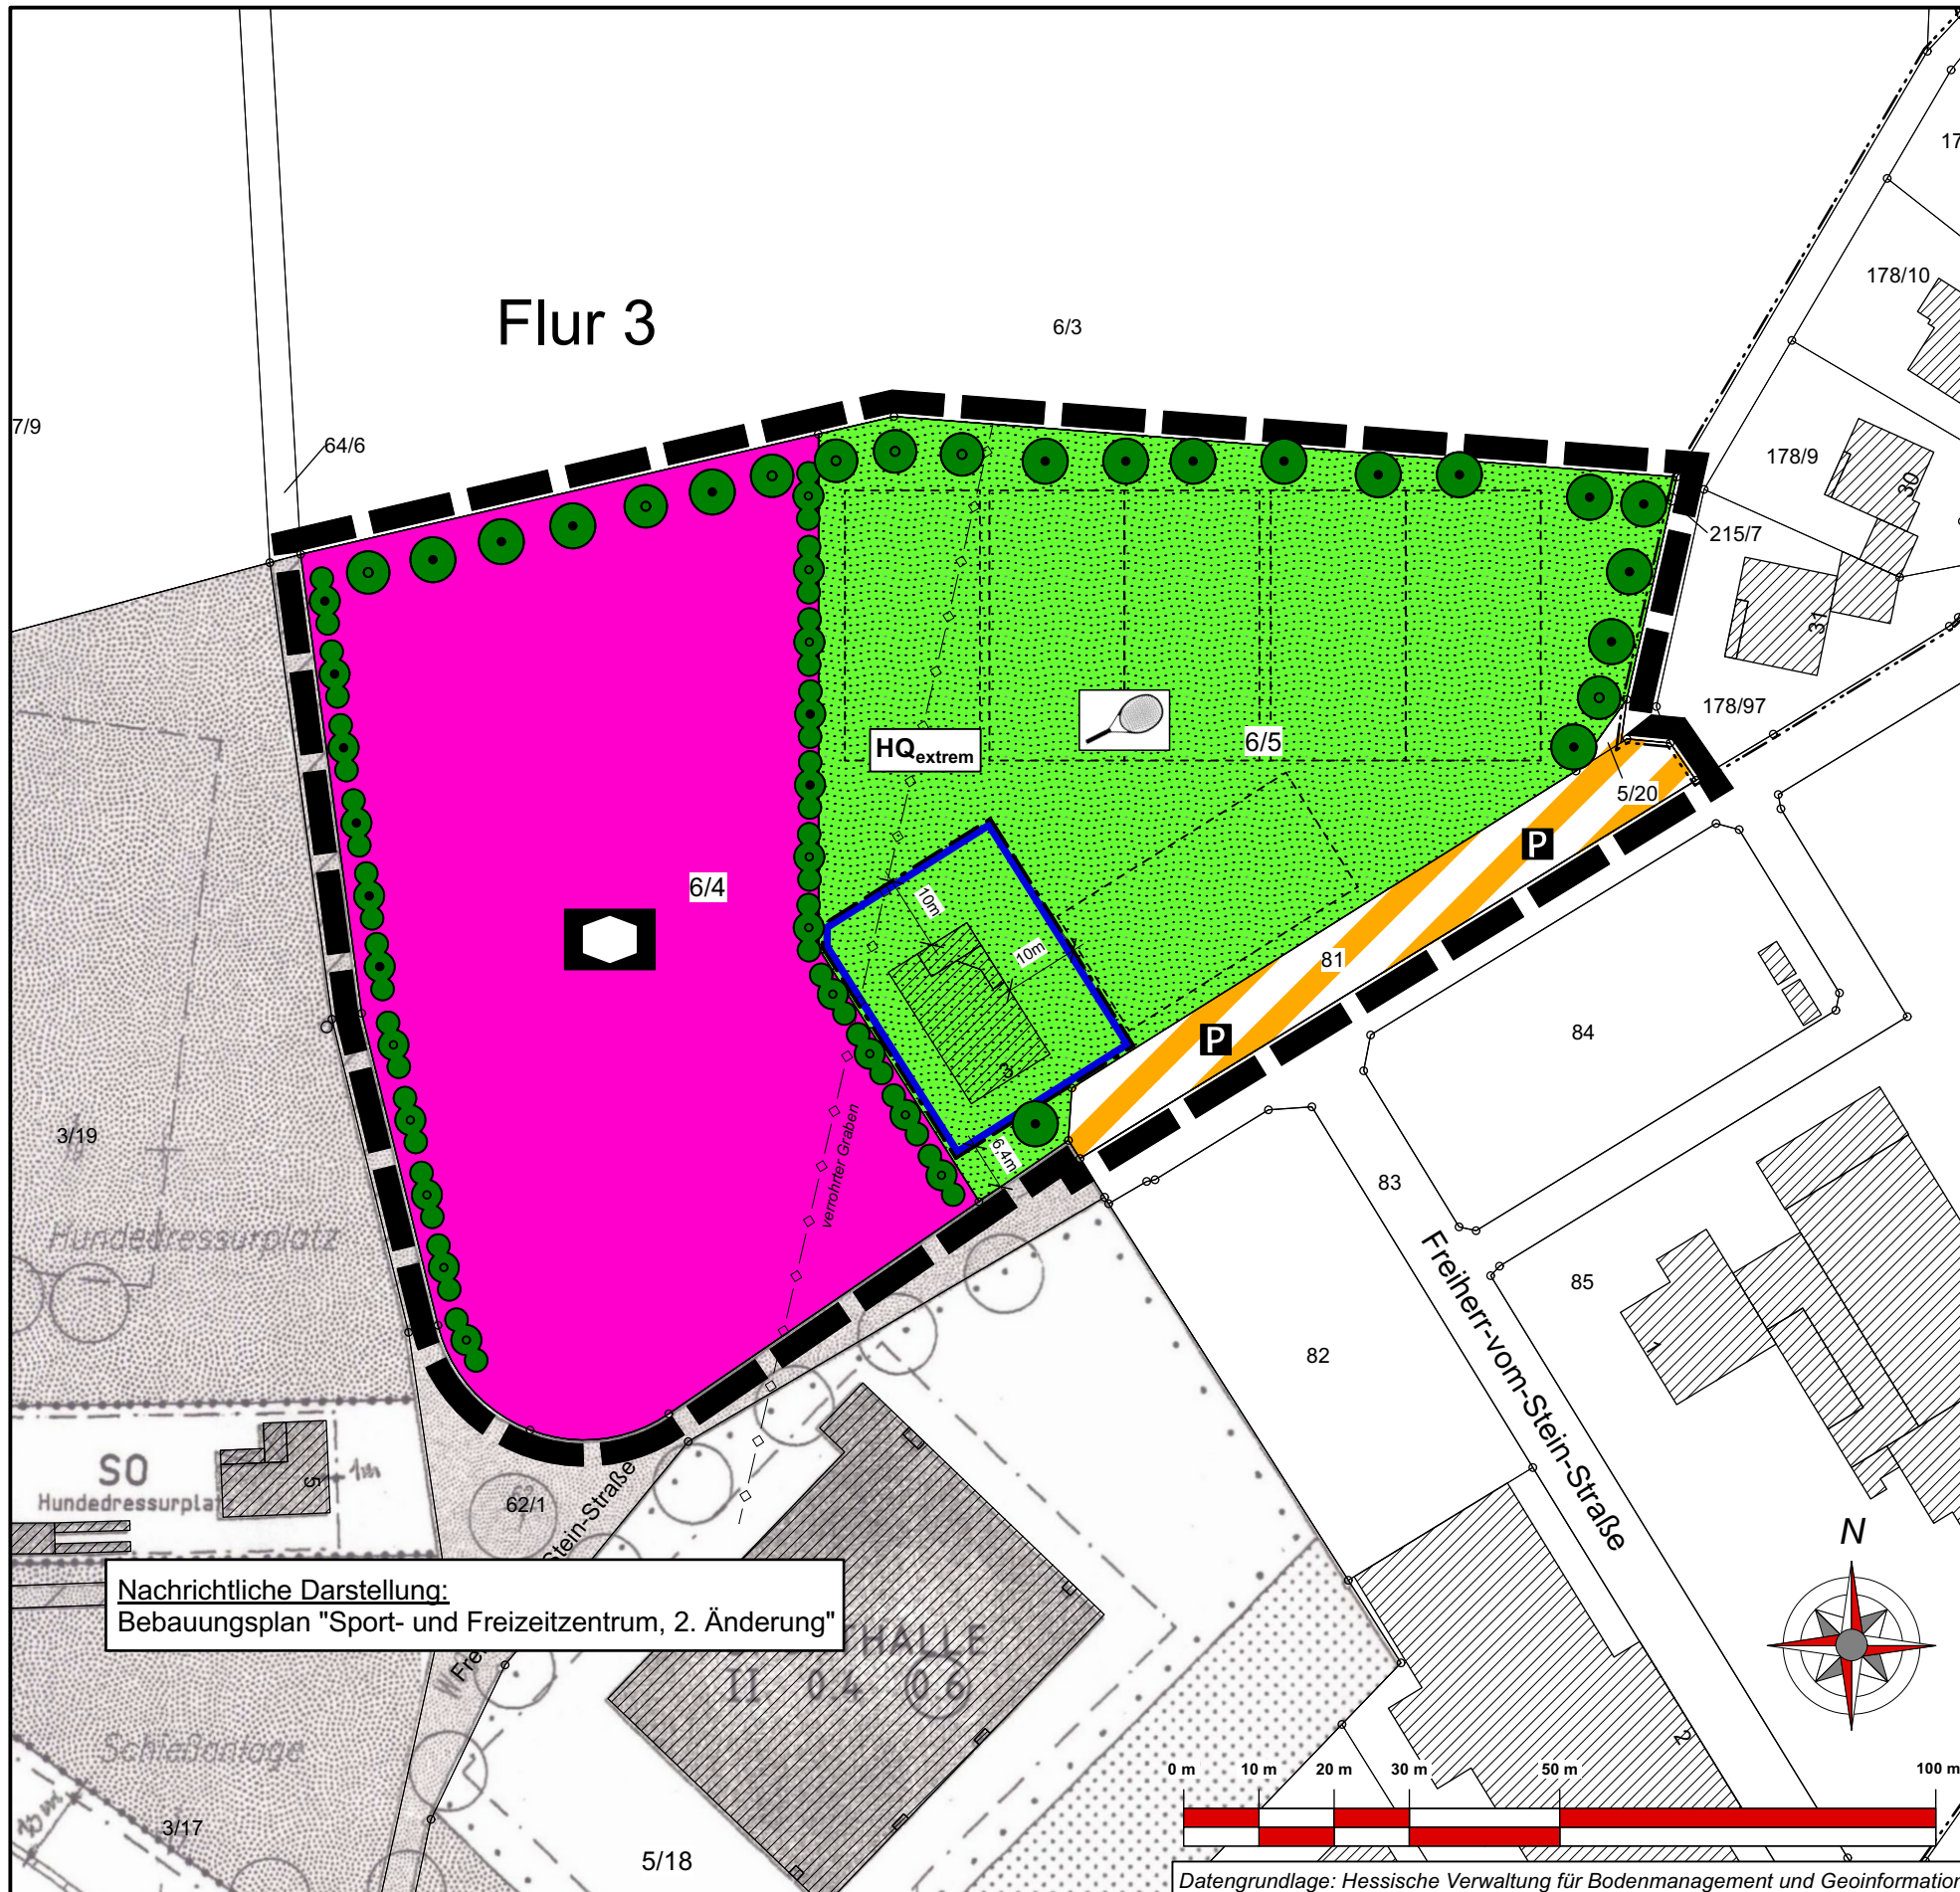 Flur 3
6/3
178/10
7/9
64/6
178/9
30
215/7
31
178/97
HQextrem
6/5
5/20
P
6/4
10m
10m
81
P
84
3
6,4m
verrohrter Graben
3/19
83
Hundedressurplatz
Freiherr-vom-Stein-Straße
85
82
1
SO
Hundedressurplatz
5
1m
62/1
Stein-Straße
N
Nachrichtliche Darstellung:
Bebauungsplan "Sport- und Freizeitzentrum, 2. Änderung"
HALLE
II 0.4 0.6
Schießanlage
2
0 m 10 m 20 m 30 m 50 m 100 m
3/17
5/18
Datengrundlage: Hessische Verwaltung für Bodenmanagement und Geoinformation